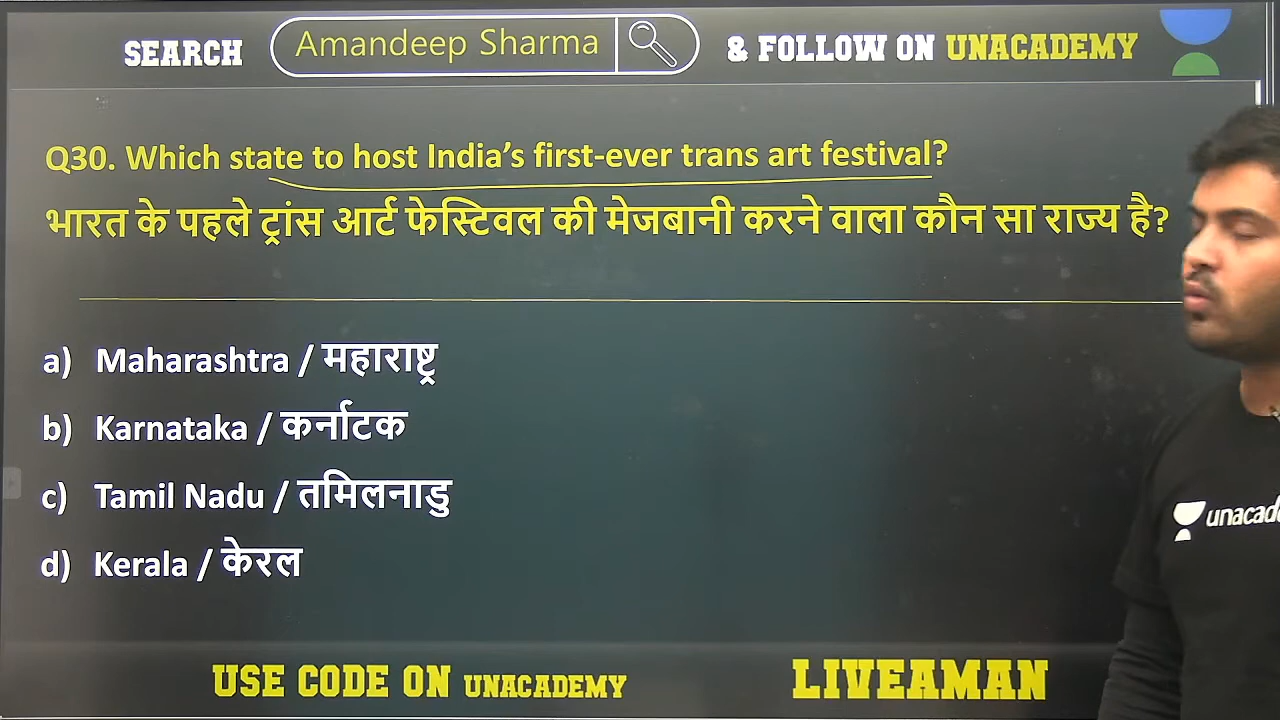 SEARCH Amandeep Sharma & FOLLOW ON UNACADEMY
Q30. Which state to host India's first-ever trans art festival?
भारत के पहले ट्रांस आर्ट फेस्टिवल की मेजबानी करने वाला कौन सा राज्य है?
a) Maharashtra / महाराष्ट्र
b) Karnataka / कर्नाटक
c) Tamil Nadu / तमिलनाडु
d) Kerala / केरल
unacad
USE CODE ON UNACADEMY LIVEAMAN